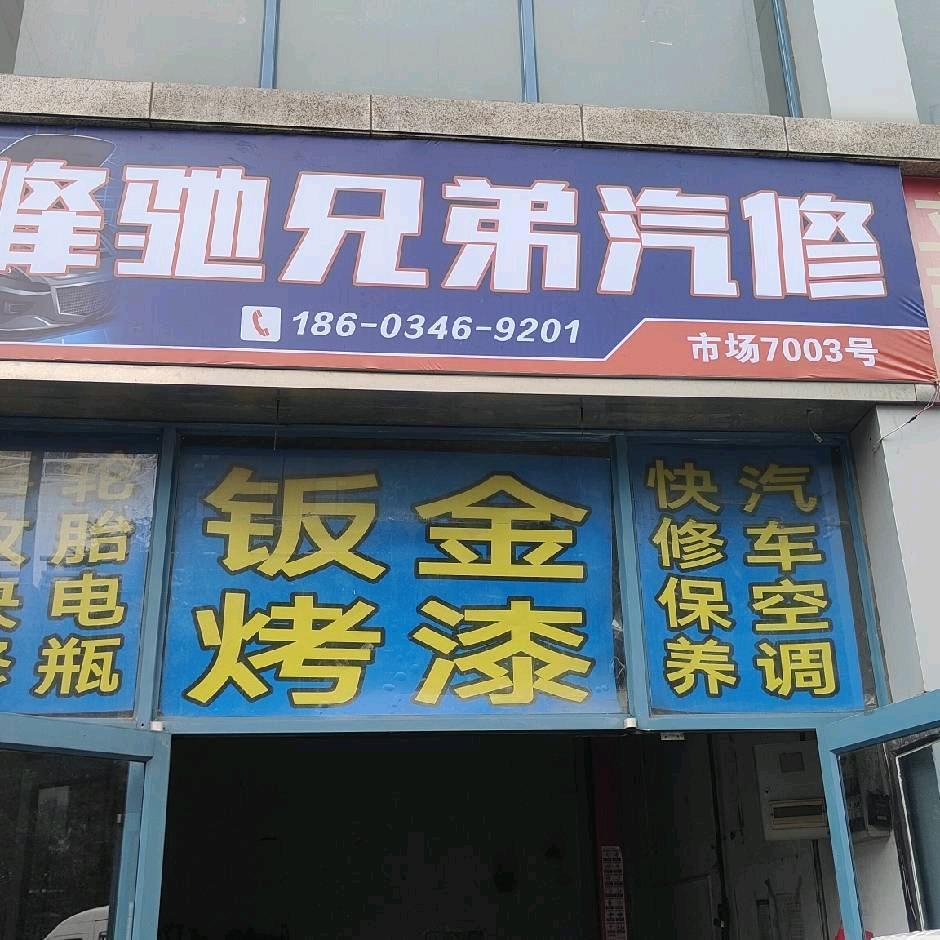 驰兄弟汽修
186-0346-9201
市场7003号
轮胎电瓶
钣金
烤漆
快修保养
汽车空调